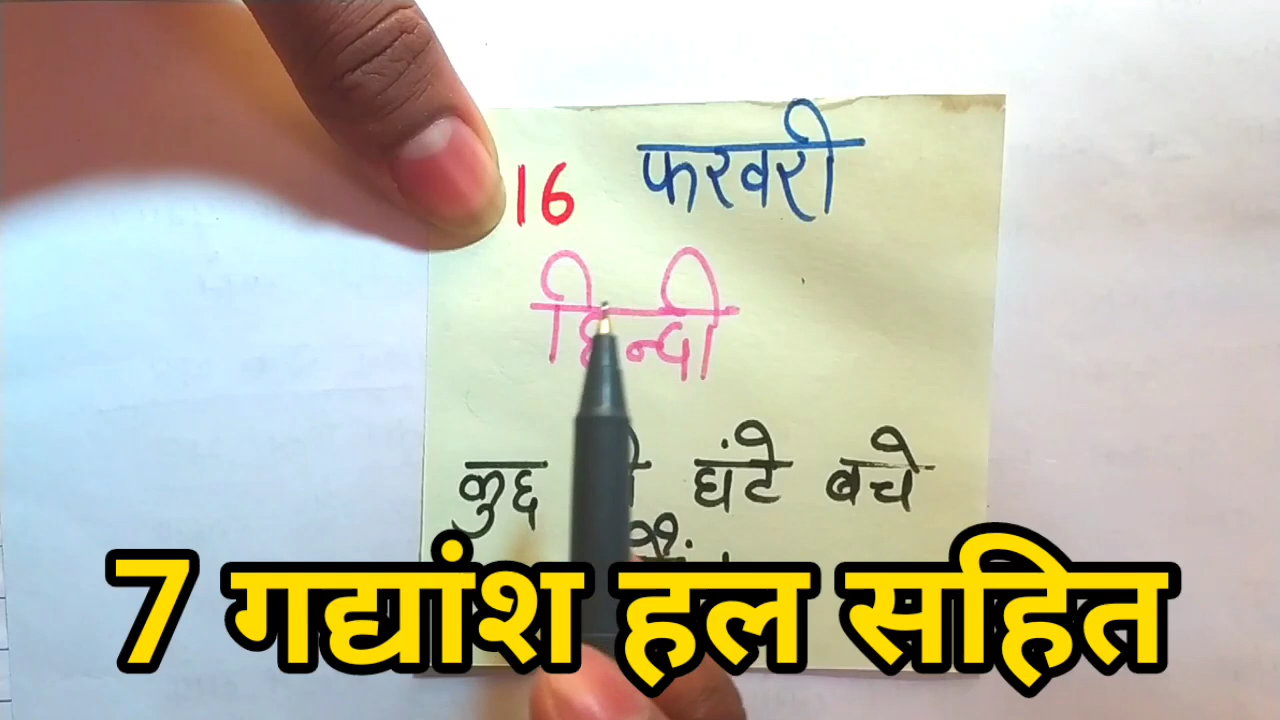 16 फरवरी
हिन्दी
कुछ घंटे बचे
7 गद्यांश हल सहित